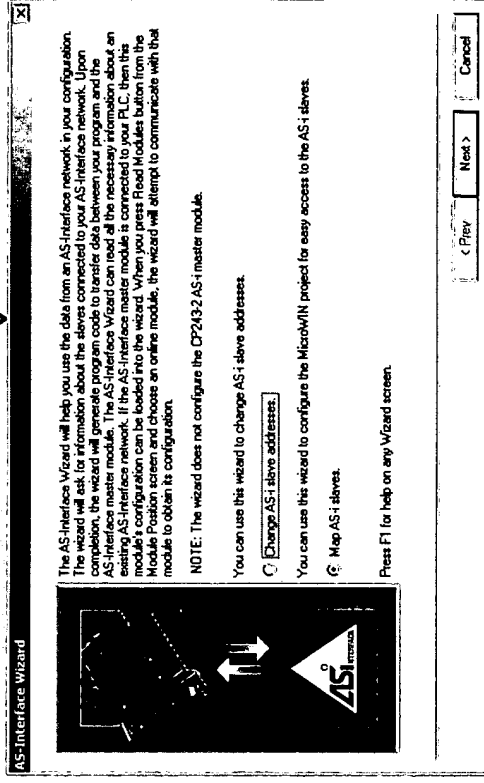 AS-Interface Wizard
The AS-Interface Wizard will help you use the data from an AS-Interface network in your configuration.
The wizard will ask for information about the slaves connected to your AS-Interface network. Upon
completion, the wizard will generate program code to transfer data between your program and the
AS-Interface master module. The AS-Interface Wizard can read all the necessary information about an
existing AS-Interface network. If the AS-Interface master module is connected to your PLC, then this
module's configuration can be loaded into the wizard. When you press Read Modules button from the
Module Position screen and choose an online module, the wizard will attempt to communicate with that
module to obtain its configuration.
NOTE: The wizard does not configure the CP243-2 AS-i master module.
You can use this wizard to change AS-i slave addresses.
Change AS-i slave addresses.
You can use this wizard to configure the MicroWIN project for easy access to the AS-i slaves.
Map AS-i slaves.
Press F1 for help on any Wizard screen.
ASi
INTERFACE
< Prev
Next >
Cancel